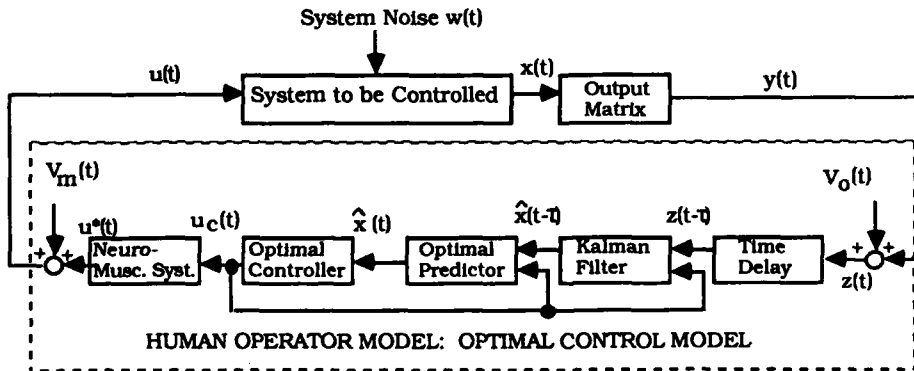 System Noise w(t)
u(t)
System to be Controlled
x(t)
Output
Matrix
y(t)
V_m(t)
V_o(t)
u*(t)
u_c(t)
x̂ (t)
x̂(t-τ)
z(t-τ)
+
+
Neuro-
Musc. Syst.
Optimal
Controller
Optimal
Predictor
Kalman
Filter
Time
Delay
+
+
z(t)
HUMAN OPERATOR MODEL: OPTIMAL CONTROL MODEL